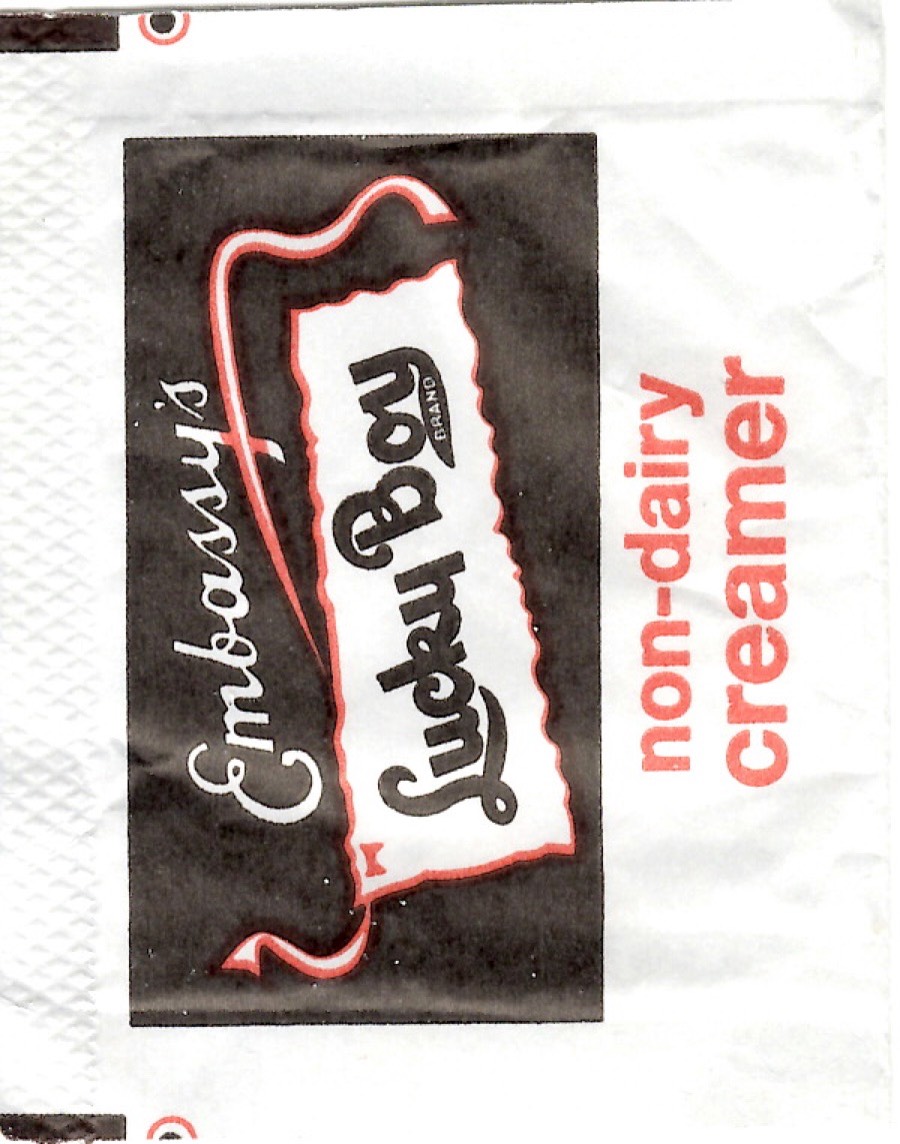 Embassy's
Lucky Boy
BRAND
non-dairy
creamer